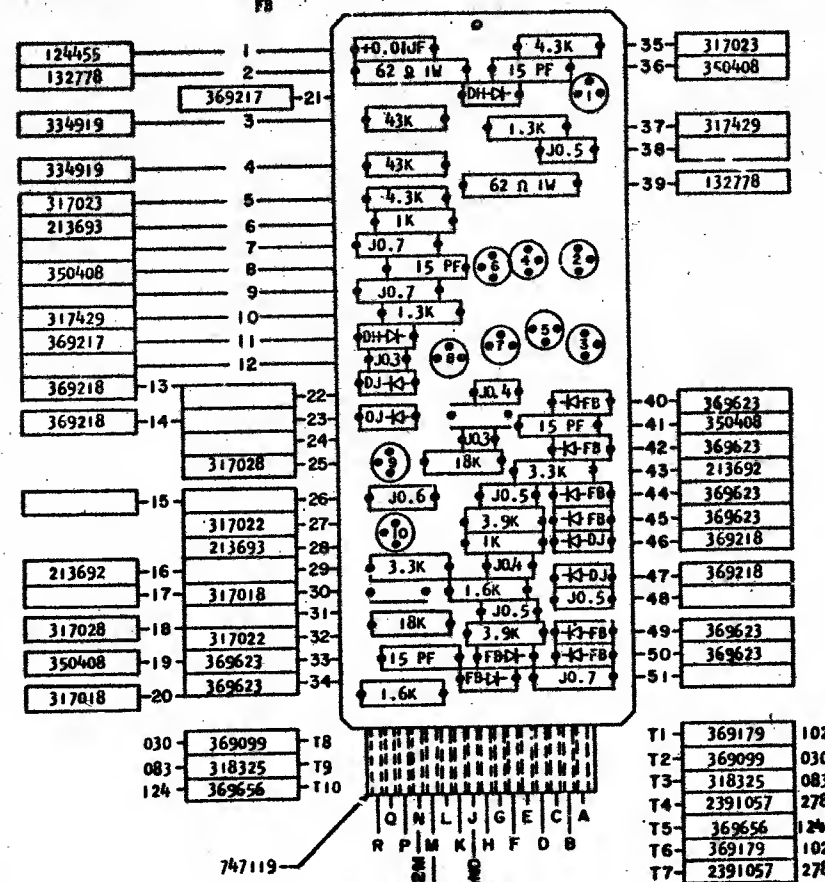 FB
124455 1 +0.01UF 4.3K 35 317023
132778 2 62 Ω 1W 15 PF 36 350408
369217 21 DH 1
334919 3 43K 1.3K 37 317429
J0.5 38
334919 4 43K 62 Ω 1W 39 132778
317023 5 4.3K
213693 6 1K
7 J0.7
350408 8 15 PF 6 4 2
9 J0.7
317429 10 1.3K
369217 11 DH 8 7 5 3
12 J0.3
369218 13 DJ
22 J0.4 FB 40 369623
369218 14 23 DJ 15 PF 41 350408
24 J0.3 FB 42 369623
317028 25 9 18K 3.3K 43 213692
15 26 J0.6 J0.5 FB 44 369623
317022 27 10 3.9K FB 45 369623
213693 28 1K DJ 46 369218
213692 16 29 3.3K J0.4 DJ 47 369218
17 317018 30 1.6K J0.5 48
31 J0.5
317028 18 317022 32 18K 3.9K FB 49 369623
350408 19 369623 33 15 PF FB FB 50 369623
317018 20 369623 34 1.6K FB J0.7 51
030 369099 T8
083 318325 T9
124 369656 T10
T1 369179 102
T2 369099 030
T3 318325 083
T4 2391057 278
T5 369656 124
T6 369179 102
T7 2391057 278
R Q P N M L K J H G F E D C B A
747119